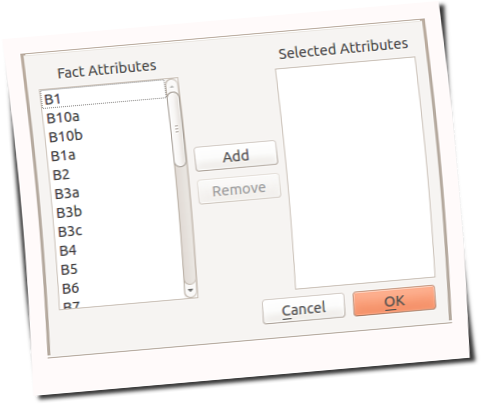 Fact Attributes
Selected Attributes
B1
B10a
B10b
B1a
B2
B3a
B3b
B3c
B4
B5
B6
B7
Add
Remove
Cancel
OK